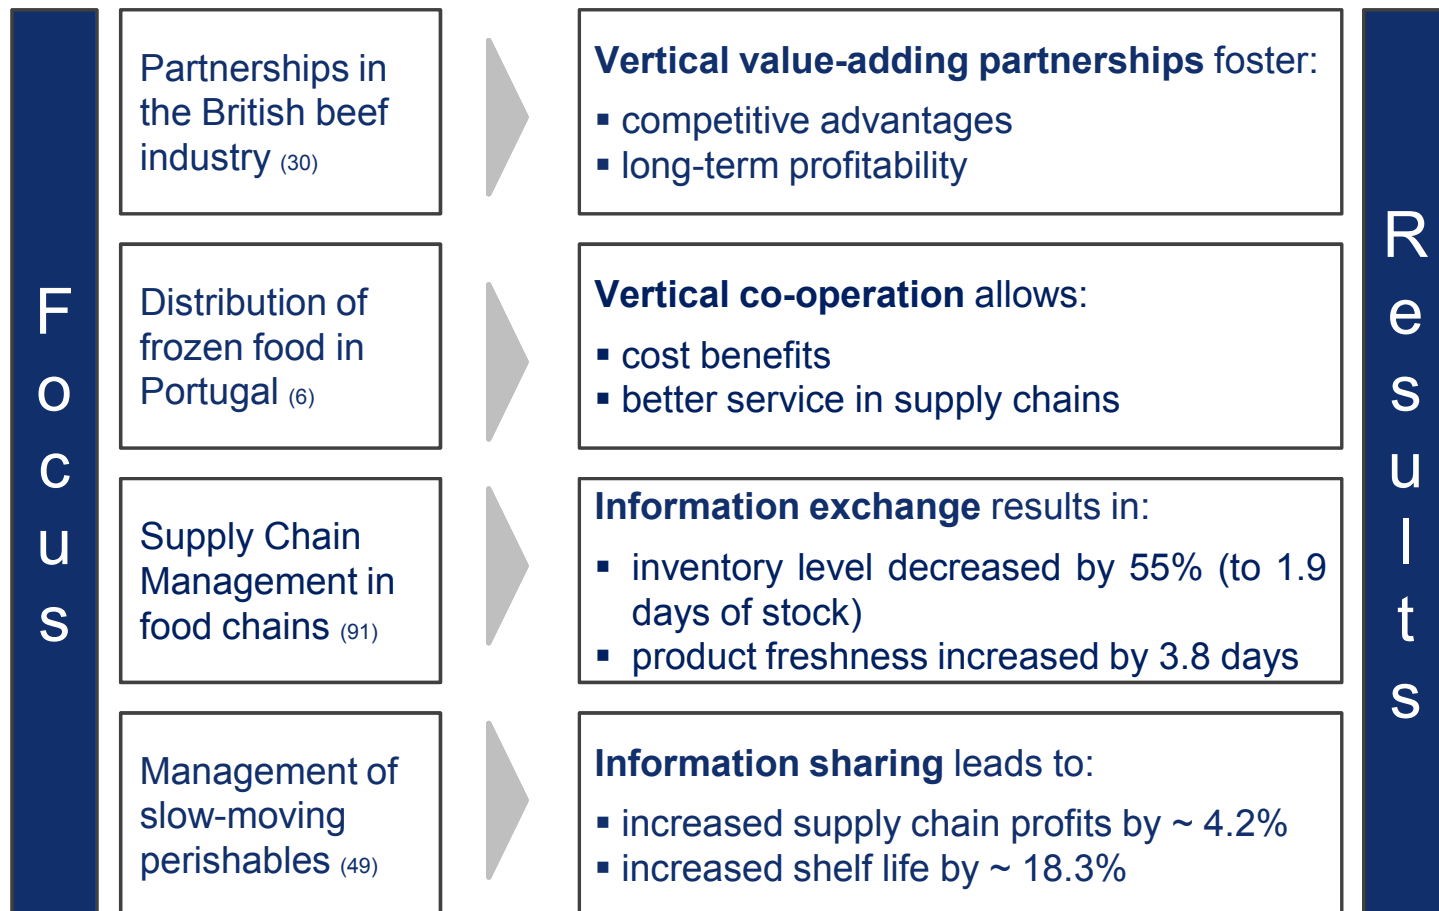 Focus
Partnerships in
the British beef
industry (30)
Vertical value-adding partnerships foster:
▪ competitive advantages
▪ long-term profitability
Distribution of
frozen food in
Portugal (6)
Vertical co-operation allows:
▪ cost benefits
▪ better service in supply chains
Supply Chain
Management in
food chains (91)
Information exchange results in:
▪ inventory level decreased by 55% (to 1.9
days of stock)
▪ product freshness increased by 3.8 days
Management of
slow-moving
perishables (49)
Information sharing leads to:
▪ increased supply chain profits by ~ 4.2%
▪ increased shelf life by ~ 18.3%
Results